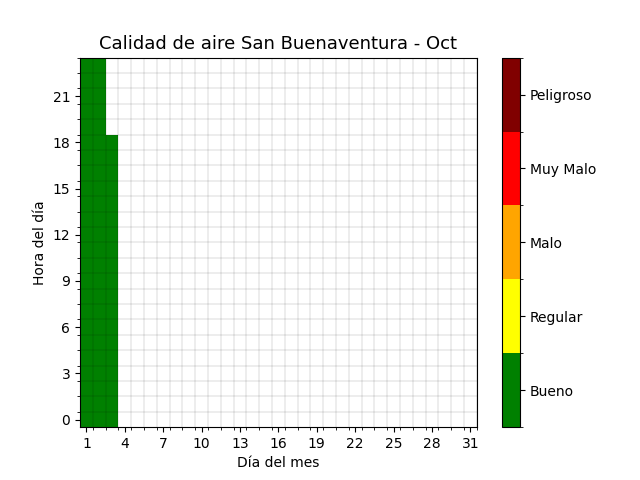 Calidad de aire San Buenaventura - Oct
Hora del día
21
18
15
12
9
6
3
0
1 4 7 10 13 16 19 22 25 28 31
Día del mes
Peligroso
Muy Malo
Malo
Regular
Bueno